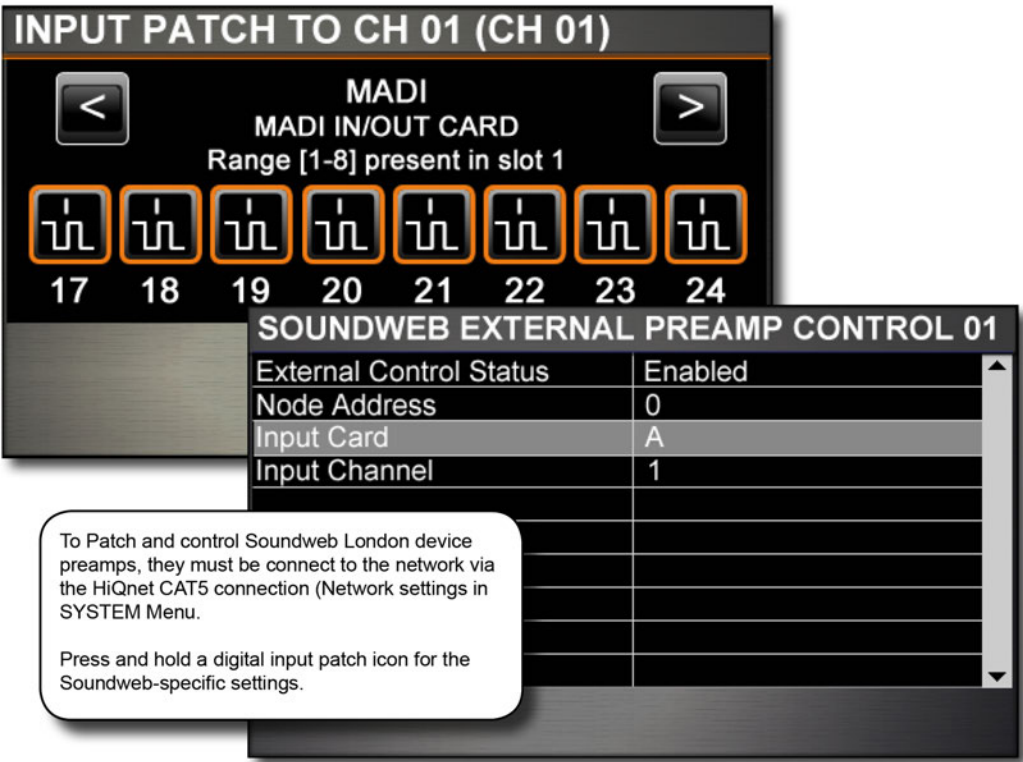 INPUT PATCH TO CH 01 (CH 01)
< MADI >
MADI IN/OUT CARD
Range [1-8] present in slot 1
17 18 19 20 21 22 23 24
SOUNDWEB EXTERNAL PREAMP CONTROL 01
External Control Status Enabled
Node Address 0
Input Card A
Input Channel 1
To Patch and control Soundweb London device
preamps, they must be connect to the network via
the HiQnet CAT5 connection (Network settings in
SYSTEM Menu.
Press and hold a digital input patch icon for the
Soundweb-specific settings.